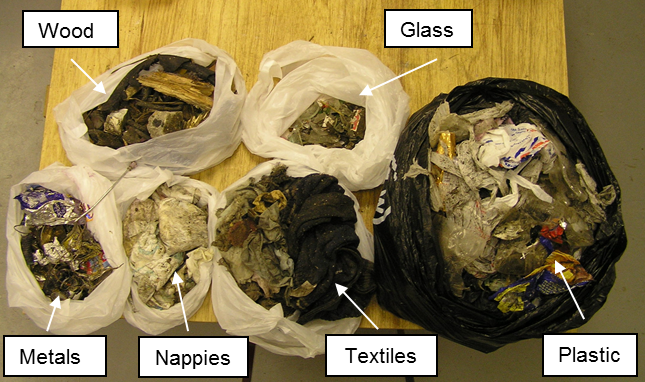 Wood
Glass
Metals
Nappies
Textiles
Plastic